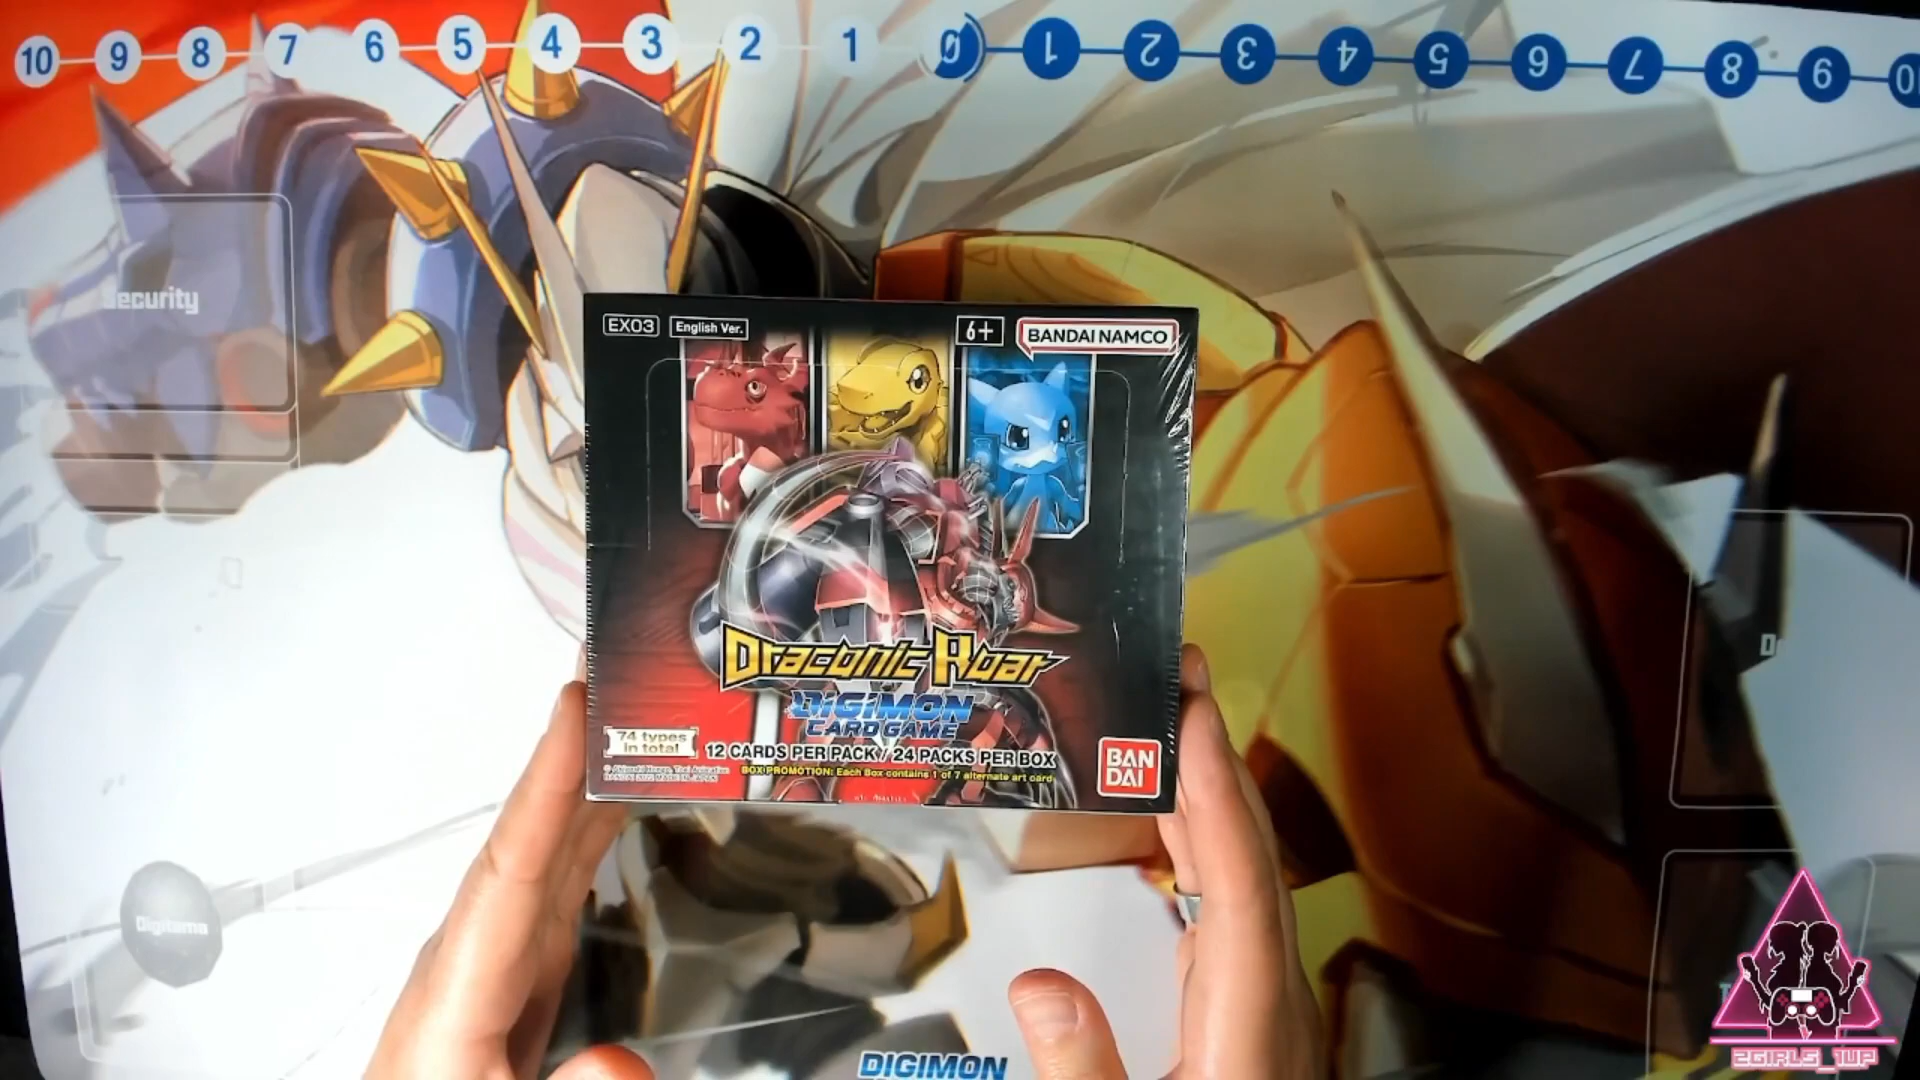 10 9 8 7 6 5 4 3 2 1 0 1 2 3 4 5 6 7 8 9 10
Security
EX03
English Ver.
6+
BANDAI NAMCO
Draconic Roar
DIGIMON
CARD GAME
74 types
in total
12 CARDS PER PACK / 24 PACKS PER BOX
BOX PROMOTION: Each Box contains 1 of 7 alternate art cards
BAN
DAI
Digitama
DIGIMON
2GIRLS_1UP